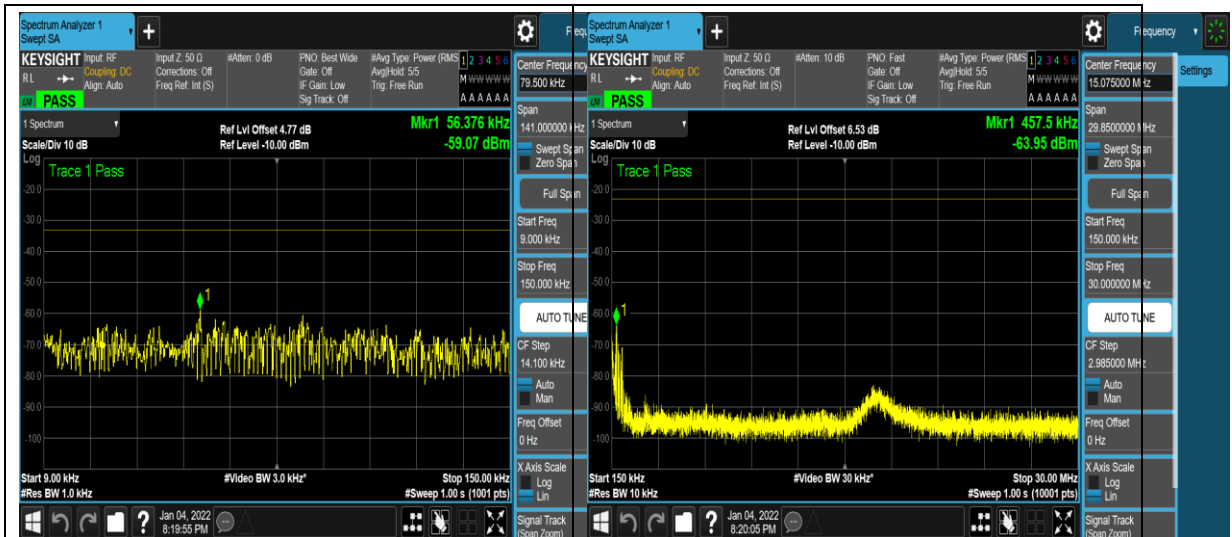 Spectrum Analyzer 1
Swept SA
+
KEYSIGHT
RL
PASS
Input: RF
Coupling: DC
Align: Auto
Input Z: 50 Ω
Corrections: Off
Freq Ref: Int (S)
#Atten: 0 dB
PNO: Best Wide
Gate: Off
IF Gain: Low
Sig Track: Off
#Avg Type: Power (RMS
Avg|Hold: 5/5
Trig: Free Run
1 2 3 4 5 6
M W W W W W
A A A A A A
1 Spectrum
Scale/Div 10 dB
Ref Lvl Offset 4.77 dB
Ref Level -10.00 dBm
Mkr1 56.376 kHz
-59.07 dBm
Log
Trace 1 Pass
1
-20.0
-30.0
-40.0
-50.0
-60.0
-70.0
-80.0
-90.0
-100
Start 9.00 kHz
#Res BW 1.0 kHz
#Video BW 3.0 kHz*
Stop 150.00 kHz
#Sweep 1.00 s (1001 pts)
?
Jan 04, 2022
8:19:55 PM
Center Frequency
79.500 kHz
Span
141.000000 kHz
Swept Span
Zero Span
Full Span
Start Freq
9.000 kHz
Stop Freq
150.000 kHz
AUTO TUNE
CF Step
14.100 kHz
Auto
Man
Freq Offset
0 Hz
X Axis Scale
Log
Lin
Signal Track
(Span Zoom)
Spectrum Analyzer 1
Swept SA
+
Frequency
Settings
KEYSIGHT
RL
PASS
Input: RF
Coupling: DC
Align: Auto
Input Z: 50 Ω
Corrections: Off
Freq Ref: Int (S)
#Atten: 10 dB
PNO: Fast
Gate: Off
IF Gain: Low
Sig Track: Off
#Avg Type: Power (RMS
Avg|Hold: 5/5
Trig: Free Run
1 2 3 4 5 6
M W W W W W
A A A A A A
1 Spectrum
Scale/Div 10 dB
Ref Lvl Offset 6.53 dB
Ref Level -10.00 dBm
Mkr1 457.5 kHz
-63.95 dBm
Log
Trace 1 Pass
1
-20.0
-30.0
-40.0
-50.0
-60.0
-70.0
-80.0
-90.0
-100
Start 150 kHz
#Res BW 10 kHz
#Video BW 30 kHz*
Stop 30.00 MHz
#Sweep 1.00 s (10001 pts)
?
Jan 04, 2022
8:20:05 PM
Center Frequency
15.075000 MHz
Span
29.8500000 MHz
Swept Span
Zero Span
Full Span
Start Freq
150.000 kHz
Stop Freq
30.000000 MHz
AUTO TUNE
CF Step
2.985000 MHz
Auto
Man
Freq Offset
0 Hz
X Axis Scale
Log
Lin
Signal Track
(Span Zoom)